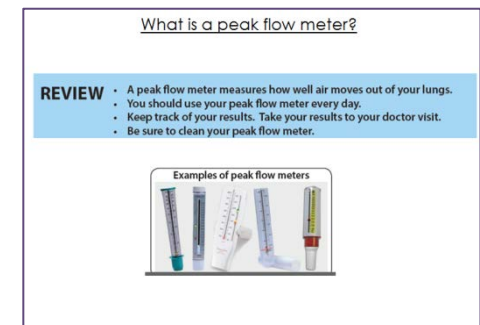 What is a peak flow meter?
REVIEW
• A peak flow meter measures how well air moves out of your lungs.
• You should use your peak flow meter every day.
• Keep track of your results. Take your results to your doctor visit.
• Be sure to clean your peak flow meter.
Examples of peak flow meters